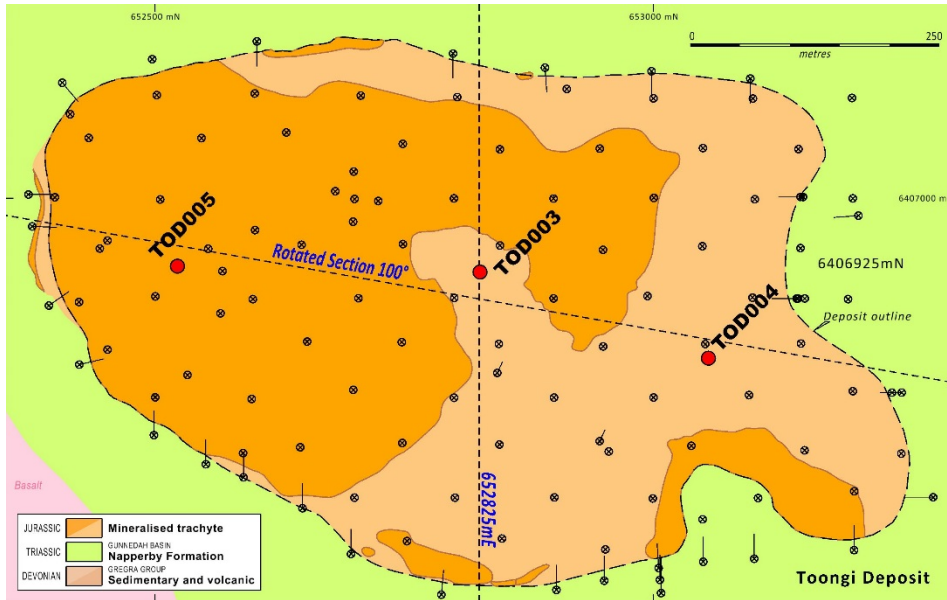 652500 mN
653000 mN
250
metres
TOD005
TOD003
6407000 m
Rotated Section 100°
6406925mN
TOD004
Deposit outline
652825mE
Basalt
JURASSIC Mineralised trachyte
TRIASSIC GUNNEDAH BASIN
Napperby Formation
DEVONIAN GREGRA GROUP
Sedimentary and volcanic
Toongi Deposit